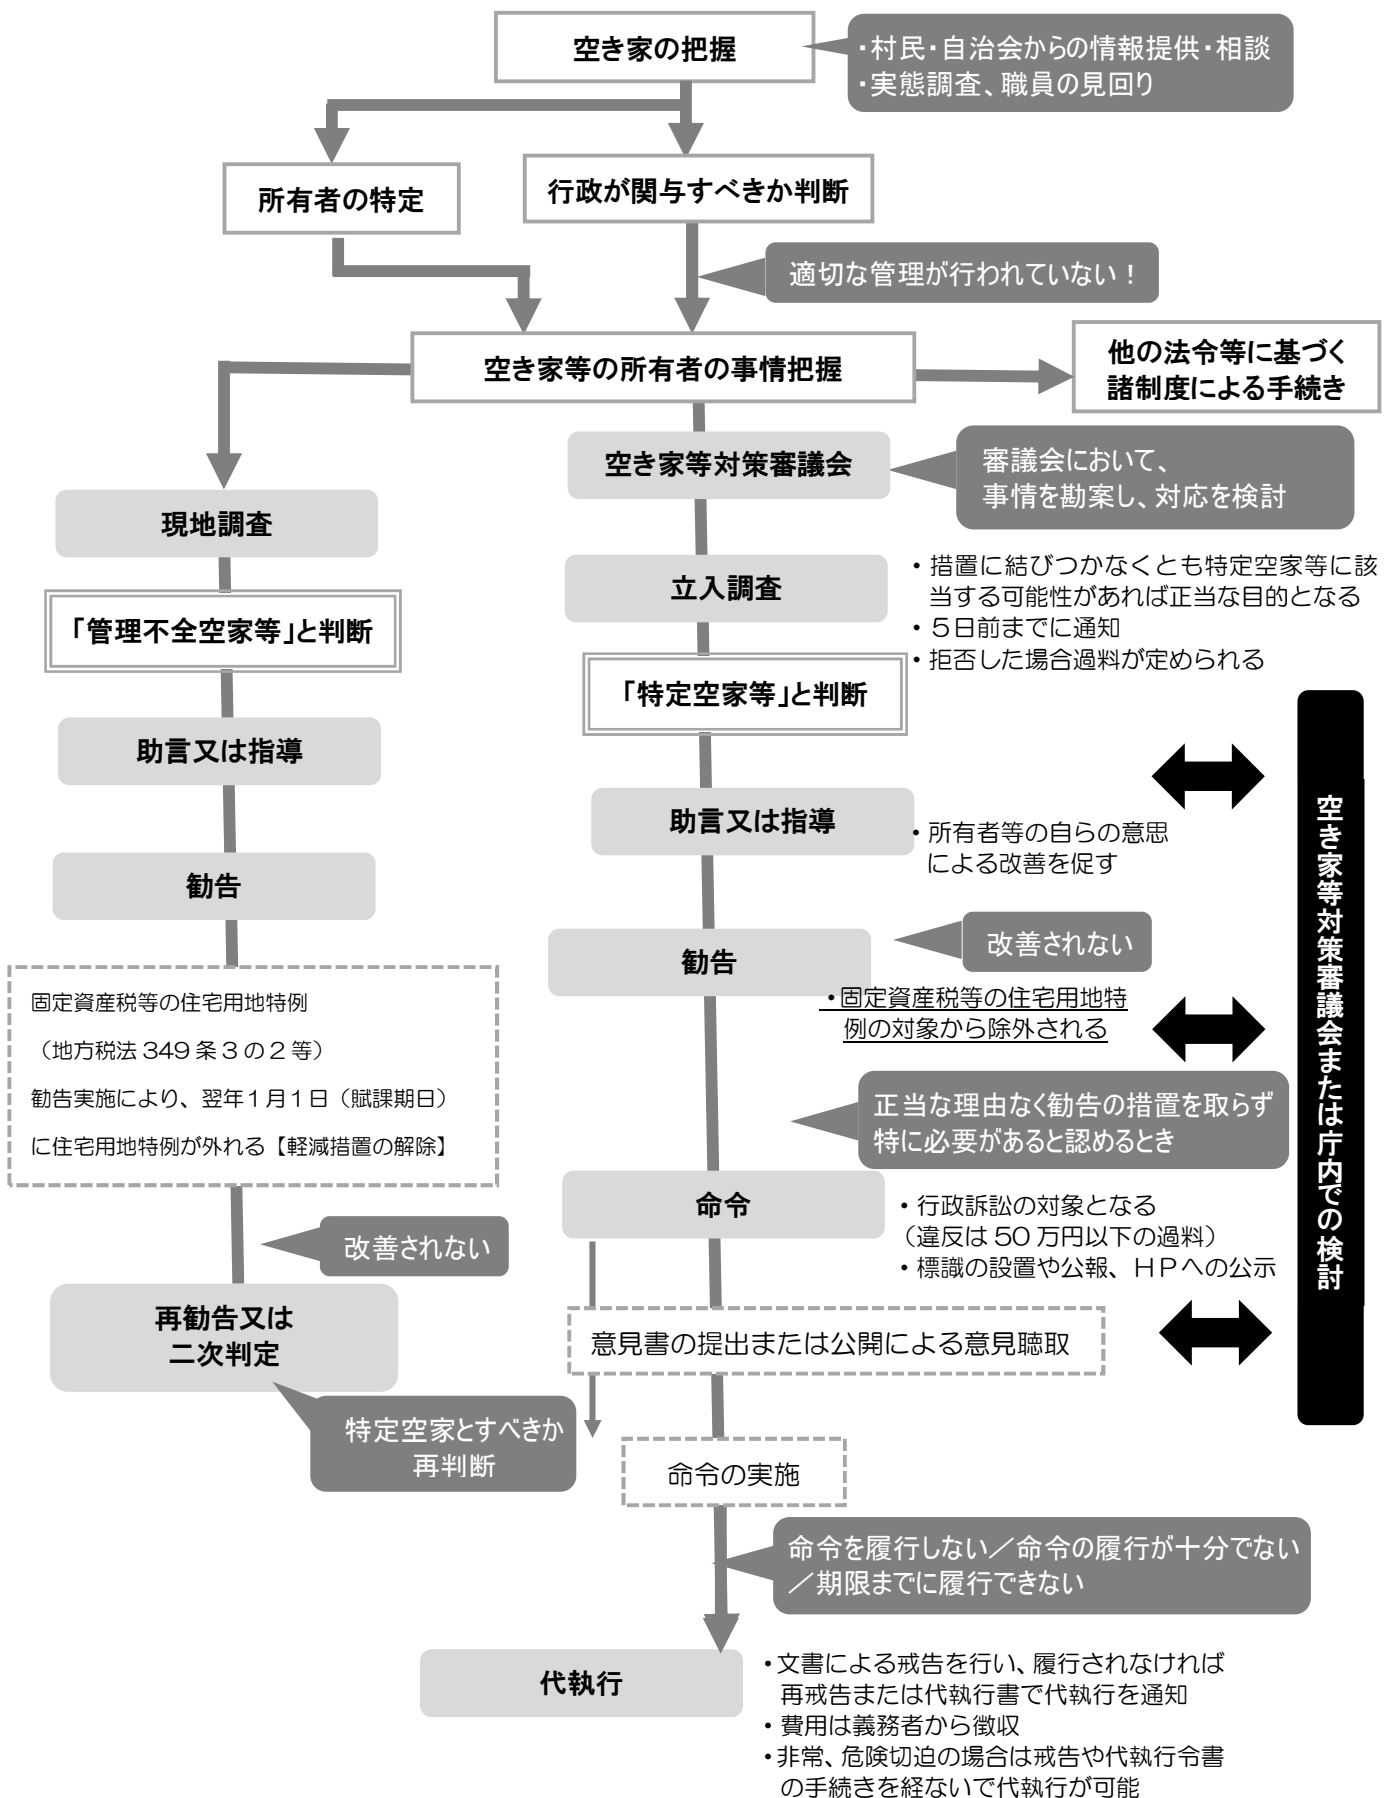 空き家の把握
・村民・自治会からの情報提供・相談
・実態調査、職員の見回り
所有者の特定
行政が関与すべきか判断
適切な管理が行われていない！
空き家等の所有者の事情把握
他の法令等に基づく
諸制度による手続き
空き家等対策審議会
審議会において、
事情を勘案し、対応を検討
現地調査
立入調査
・措置に結びつかなくとも特定空家等に該
当する可能性があれば正当な目的となる
・５日前までに通知
・拒否した場合過料が定められる
「管理不全空家等」と判断
「特定空家等」と判断
助言又は指導
助言又は指導
・所有者等の自らの意思
による改善を促す
勧告
勧告
改善されない
・固定資産税等の住宅用地特
例の対象から除外される
固定資産税等の住宅用地特例
（地方税法 349 条３の２等）
勧告実施により、翌年１月１日（賦課期日）
に住宅用地特例が外れる【軽減措置の解除】
正当な理由なく勧告の措置を取らず
特に必要があると認めるとき
命令
・行政訴訟の対象となる
（違反は 50 万円以下の過料）
・標識の設置や公報、ＨＰへの公示
改善されない
再勧告又は
二次判定
意見書の提出または公開による意見聴取
特定空家とすべきか
再判断
命令の実施
空き家等対策審議会または庁内での検討
命令を履行しない／命令の履行が十分でない
／期限までに履行できない
代執行
・文書による戒告を行い、履行されなければ
再戒告または代執行書で代執行を通知
・費用は義務者から徴収
・非常、危険切迫の場合は戒告や代執行令書
の手続きを経ないで代執行が可能